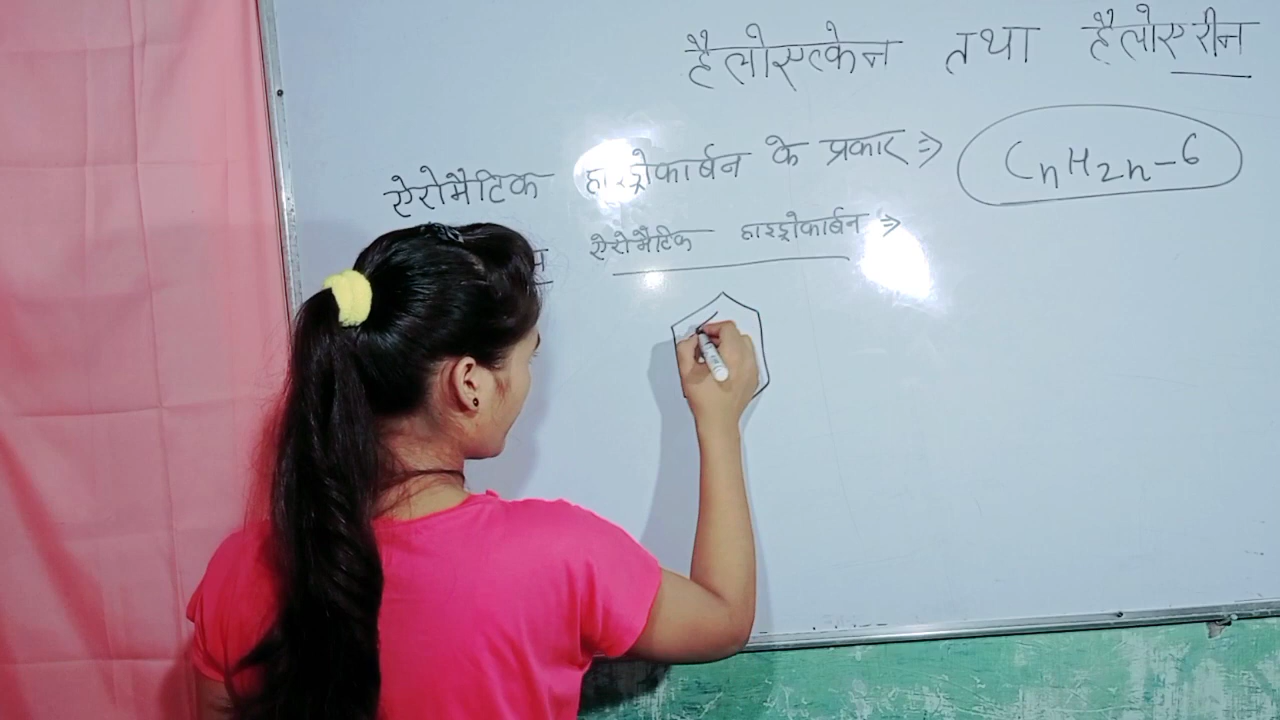 हैलोएल्केन तथा हैलोएरीन
ऐरोमैटिक हाइड्रोकार्बन के प्रकार ⇒ CnH2n-6
ऐरोमैटिक हाइड्रोकार्बन ⇒